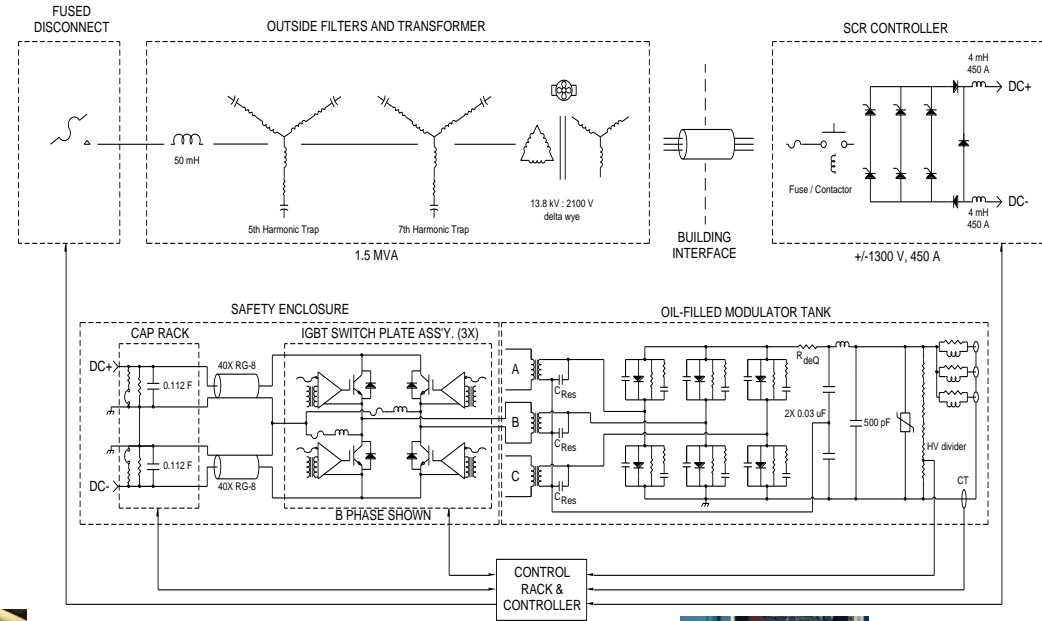 FUSED
DISCONNECT
OUTSIDE FILTERS AND TRANSFORMER
SCR CONTROLLER
4 mH
450 A
DC+
50 mH
Fuse / Contactor
13.8 kV : 2100 V
delta wye
5th Harmonic Trap
7th Harmonic Trap
DC-
4 mH
450 A
BUILDING
INTERFACE
1.5 MVA
+/-1300 V, 450 A
SAFETY ENCLOSURE
OIL-FILLED MODULATOR TANK
CAP RACK
IGBT SWITCH PLATE ASS'Y. (3X)
DC+
40X RG-8
0.112 F
A
CRes
RdeQ
B
CRes
2X 0.03 uF
500 pF
HV divider
0.112 F
DC-
40X RG-8
C
CRes
CT
B PHASE SHOWN
CONTROL
RACK &
CONTROLLER